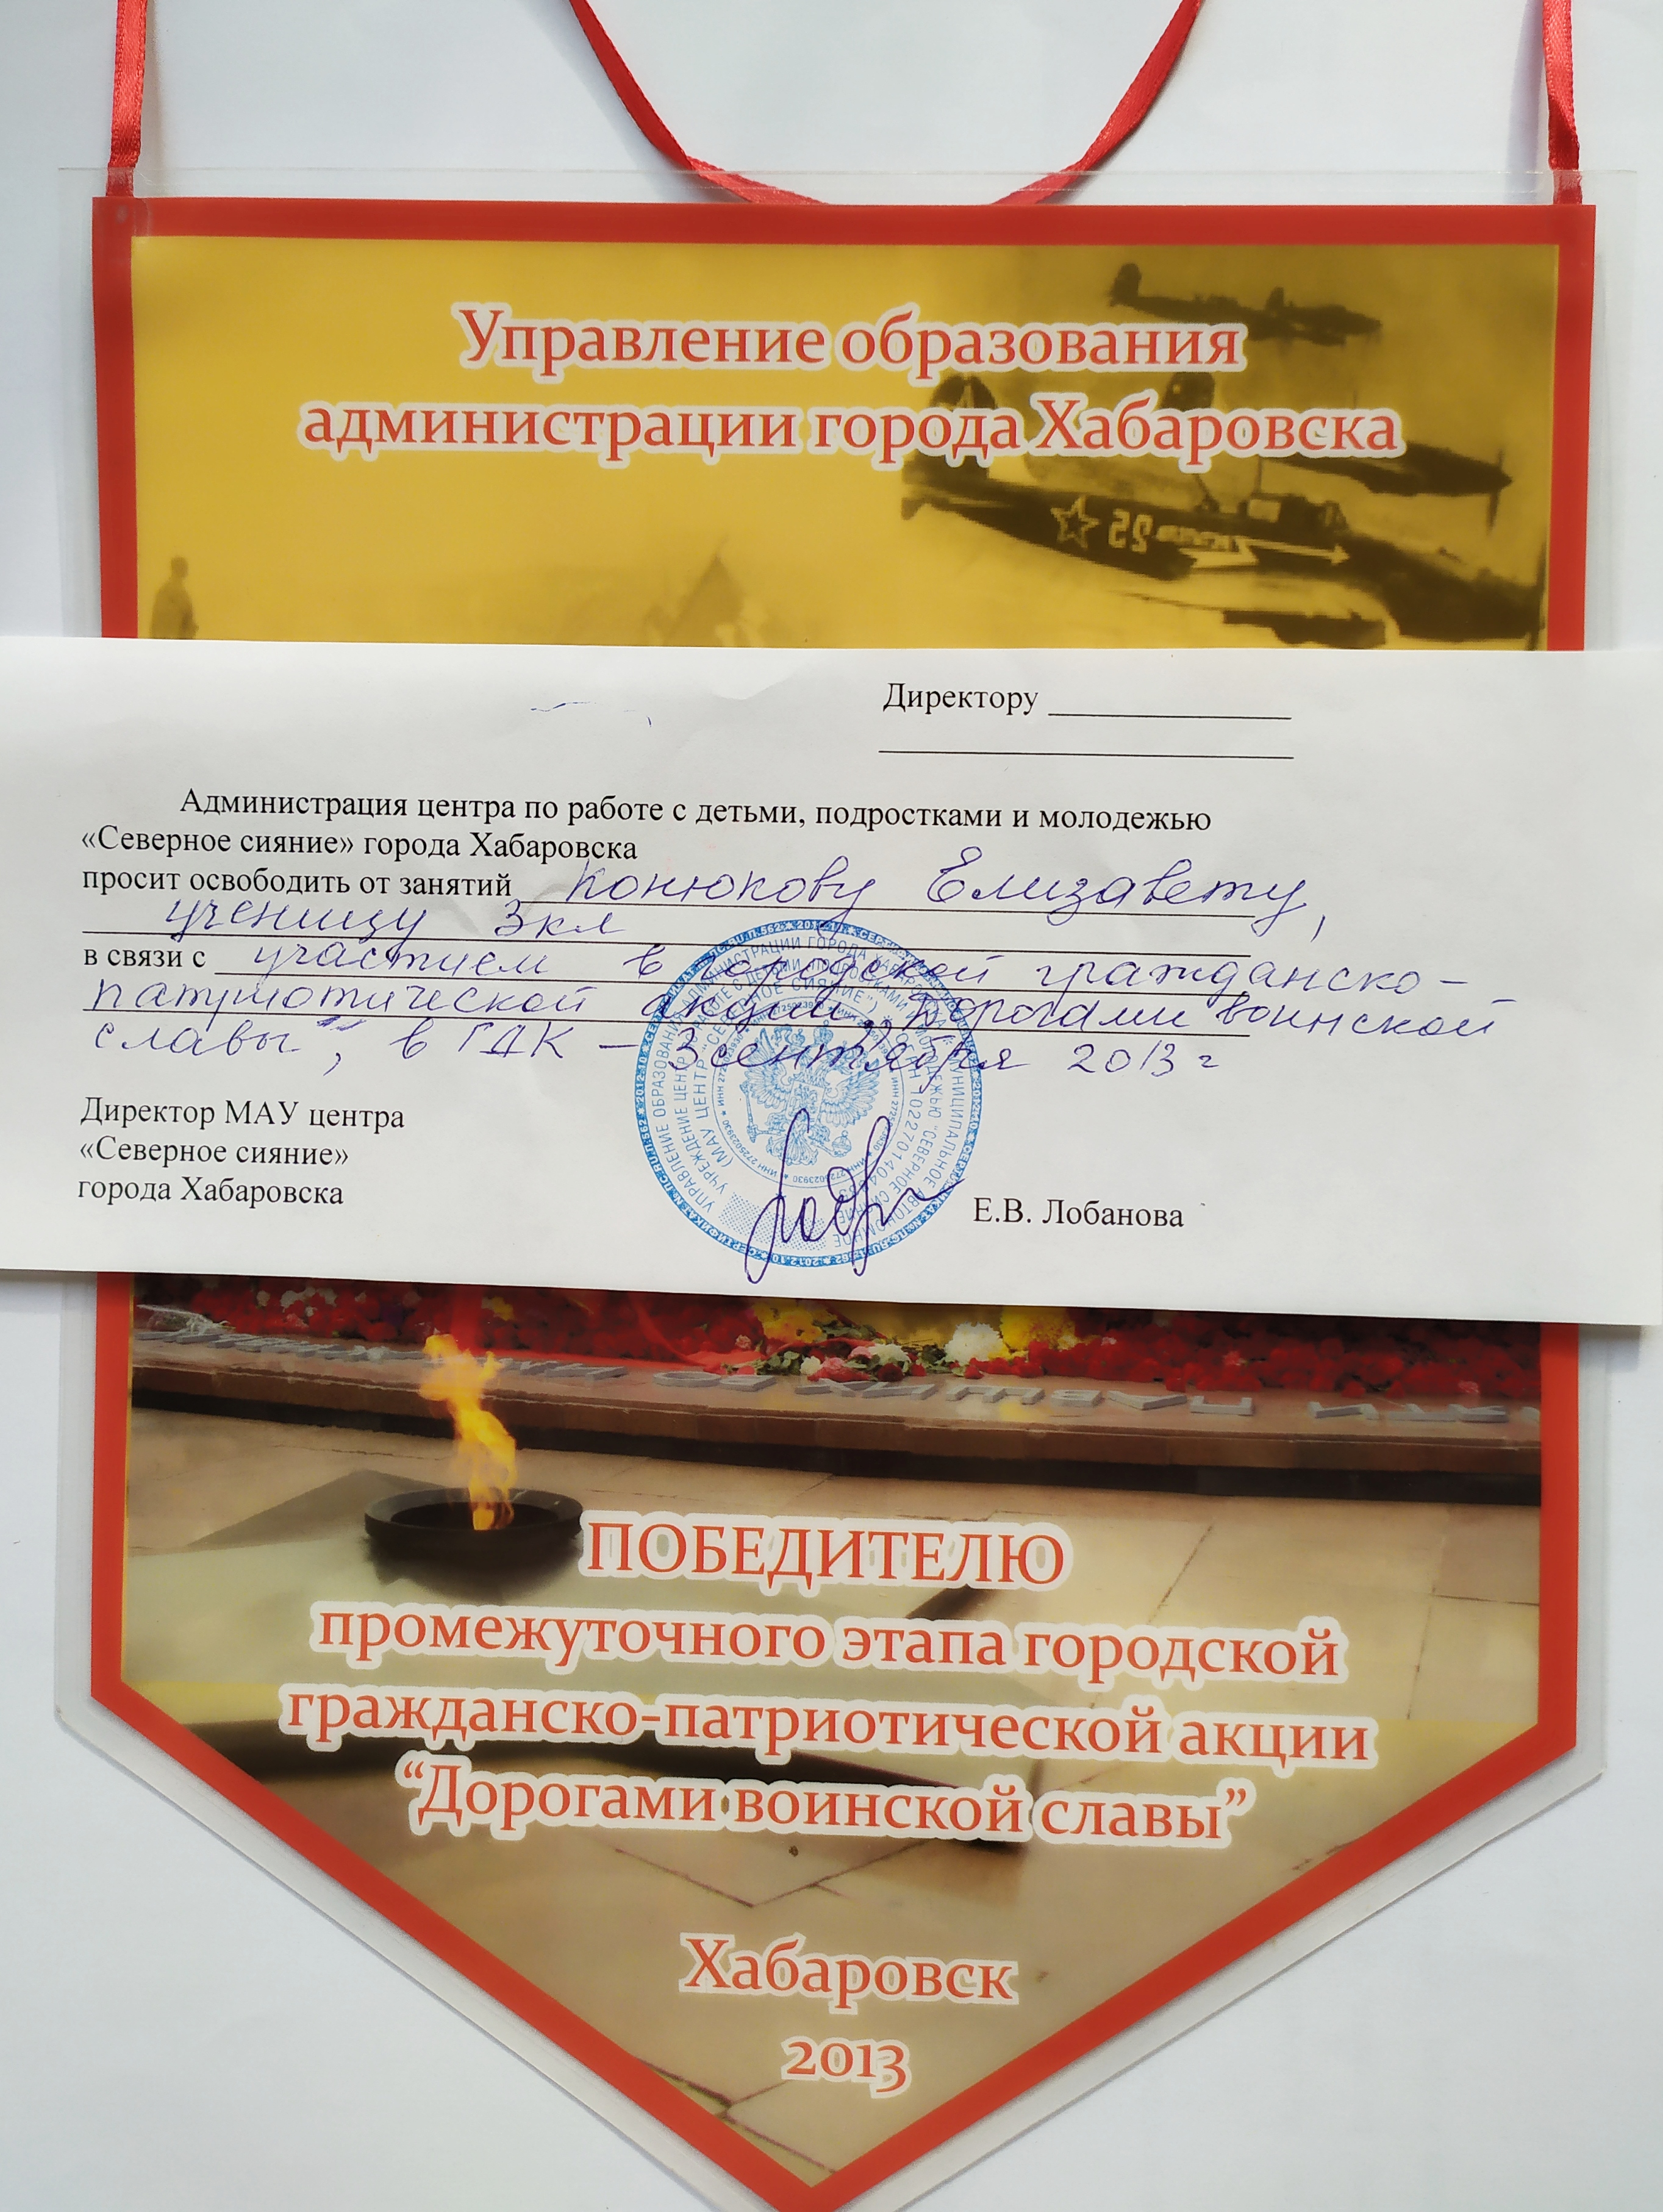 Управление образования
администрации города Хабаровска
25
Директору
Администрация центра по работе с детьми, подростками и молодежью
«Северное сияние» города Хабаровска
просит освободить от занятий Конюкову Елизавету,
ученицу 3кл
в связи с участием в городской гражданско-
патриотической акции „Дорогами воинской
славы", в ГДК – 3 сентября 2013 г
Директор МАУ центра
«Северное сияние»
города Хабаровска
Е.В. Лобанова
ПОБЕДИТЕЛЮ
промежуточного этапа городской
гражданско-патриотической акции
“Дорогами воинской славы”
Хабаровск
2013